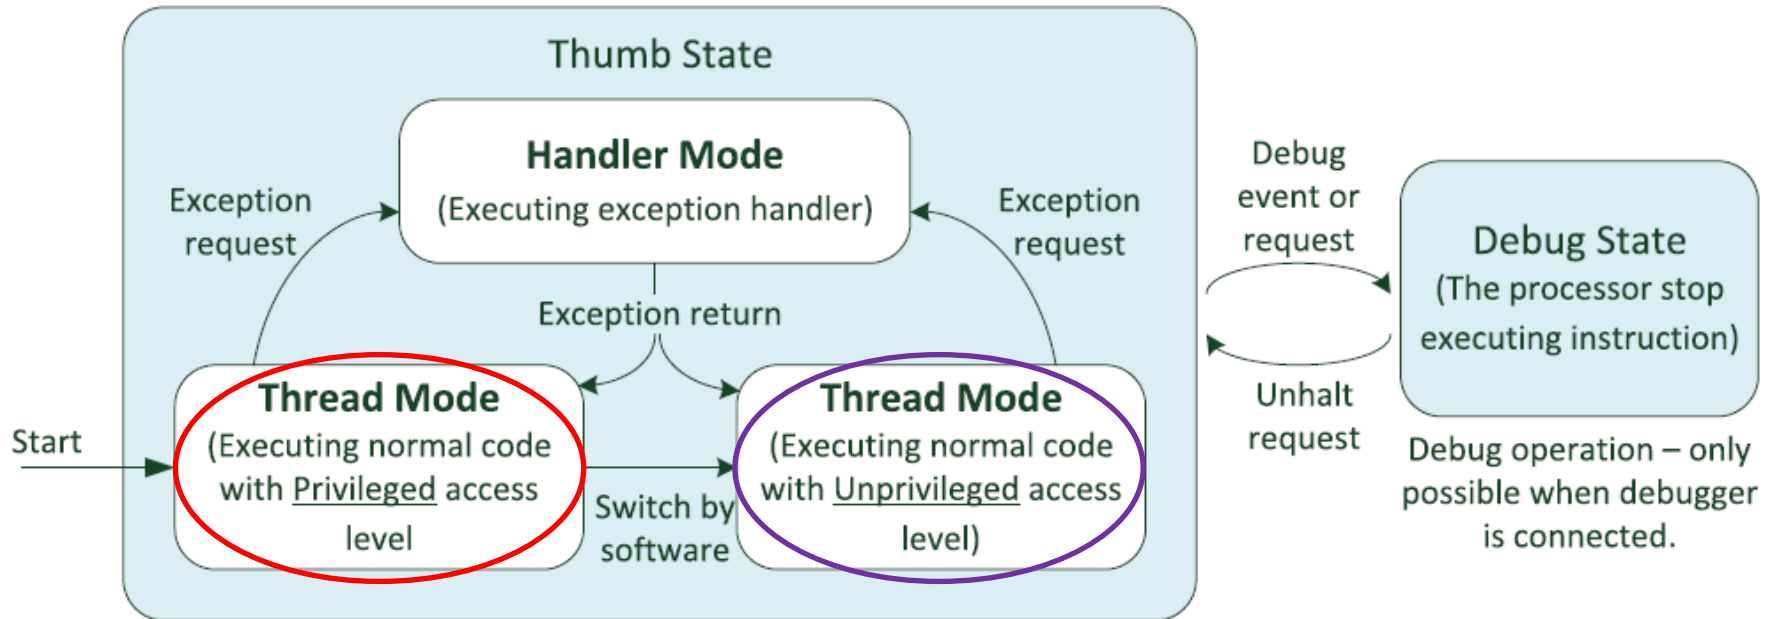 Thumb State
Handler Mode
(Executing exception handler)
Exception
request
Exception
request
Exception return
Start
Thread Mode
(Executing normal code
with Privileged access
level
Switch by
software
Thread Mode
(Executing normal code
with Unprivileged access
level)
Debug
event or
request
Unhalt
request
Debug State
(The processor stop
executing instruction)
Debug operation – only
possible when debugger
is connected.